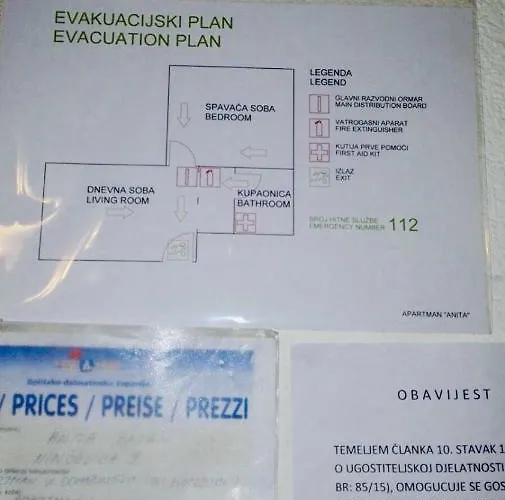 EVAKUACIJSKI PLAN
EVACUATION PLAN
LEGENDA
LEGEND
GLAVNI RAZVODNI ORMAR
MAIN DISTRIBUTION BOARD
VATROGASNI APARAT
FIRE EXTINGUISHER
KUTIJA PRVE POMOĆI
FIRST AID KIT
IZLAZ
EXIT
SPAVAĆA SOBA
BEDROOM
DNEVNA SOBA
LIVING ROOM
KUPAONICA
BATHROOM
BROJ HITNE SLUŽBE
EMERGENCY NUMBER 112
APARTMAN "ANITA"
/ PRICES / PREISE / PREZZI
ANITA
OBAVIJEST
TEMELJEM ČLANKA 10. STAVAK 1
O UGOSTITELJSKOJ DJELATNOSTI
BR: 85/15), OMOGUCUJE SE GOS